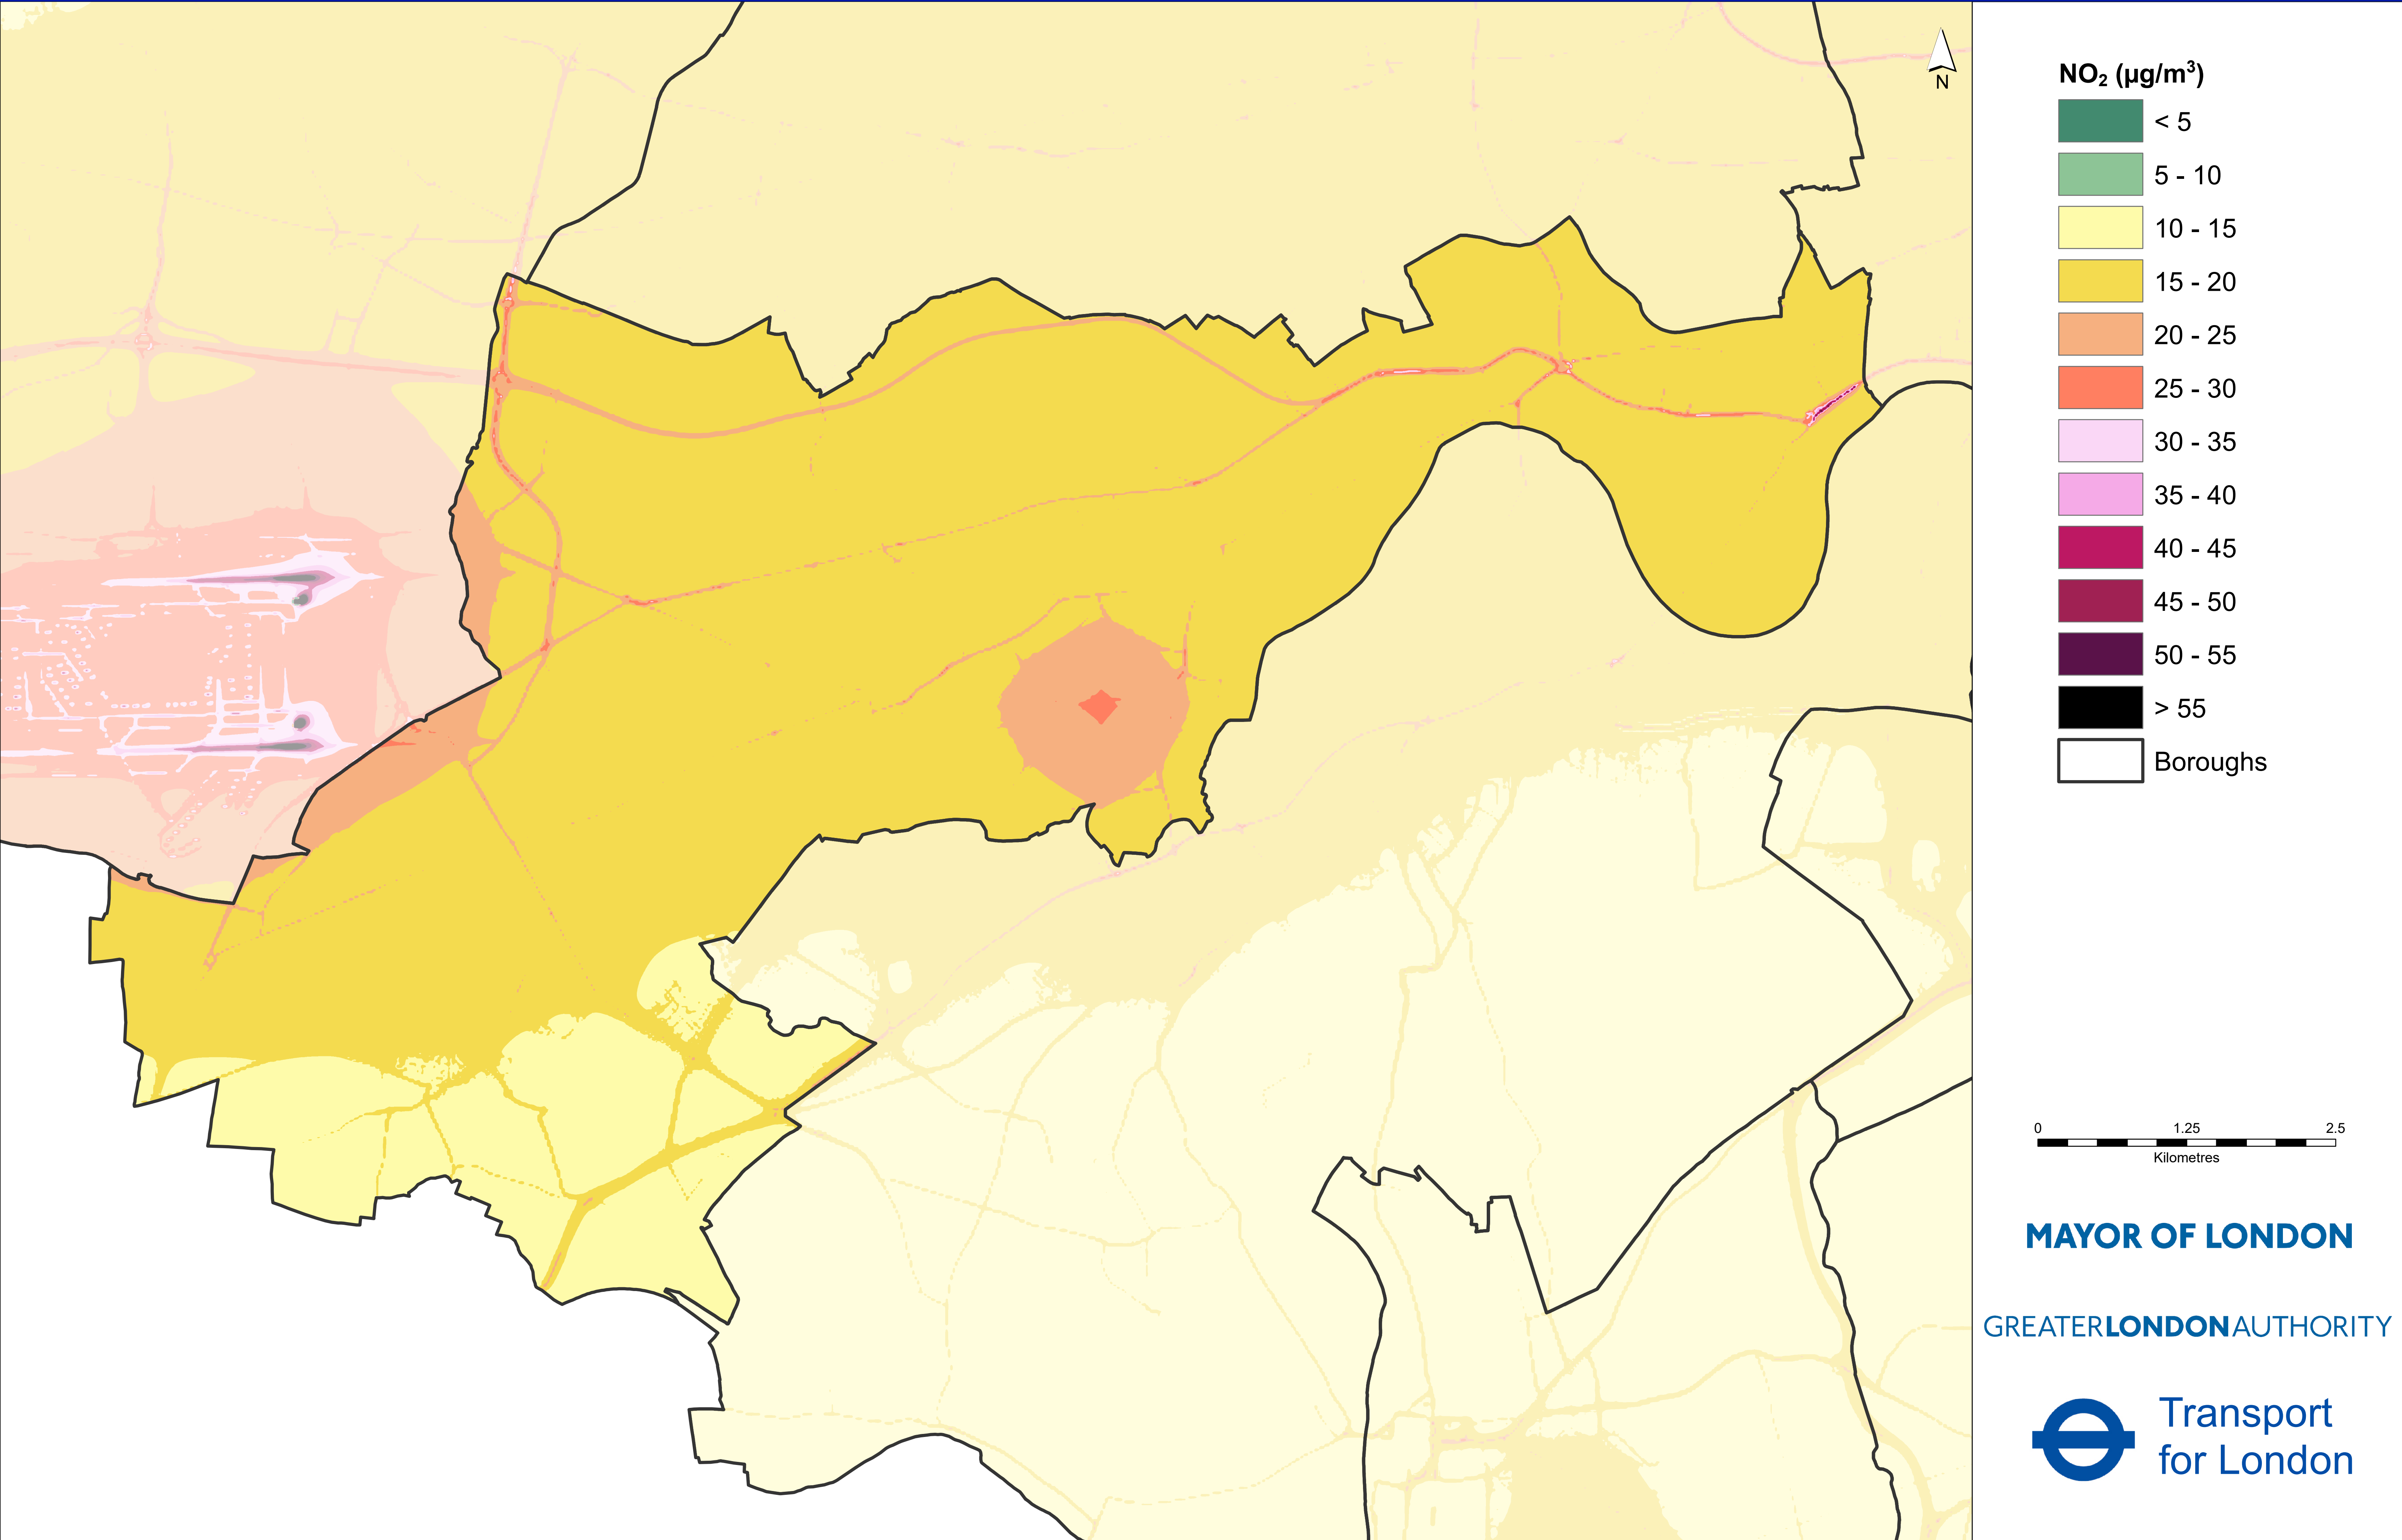 N
NO₂ (µg/m³)
< 5
5 - 10
10 - 15
15 - 20
20 - 25
25 - 30
30 - 35
35 - 40
40 - 45
45 - 50
50 - 55
> 55
Boroughs
0 1.25 2.5
Kilometres
MAYOR OF LONDON
GREATERLONDONAUTHORITY
Transport
for London